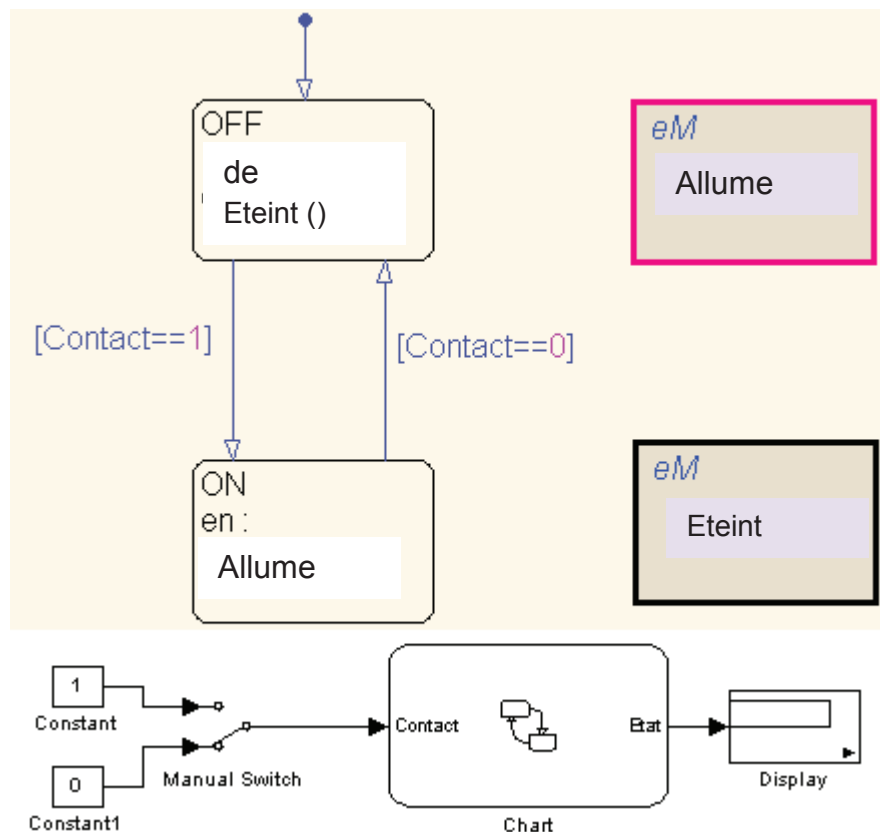 OFF
de
Eteint ()
eM
Allume
[Contact==1]
[Contact==0]
ON
en :
Allume
eM
Eteint
1
Constant
0
Constant1
Manual Switch
Contact
Etat
Chart
Display